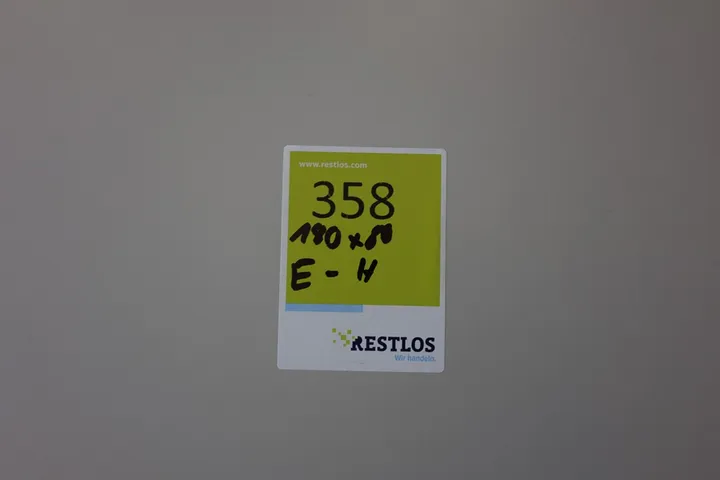 www.restlos.com
358
180 x 80
E - H
RESTLOS
Wir handeln.